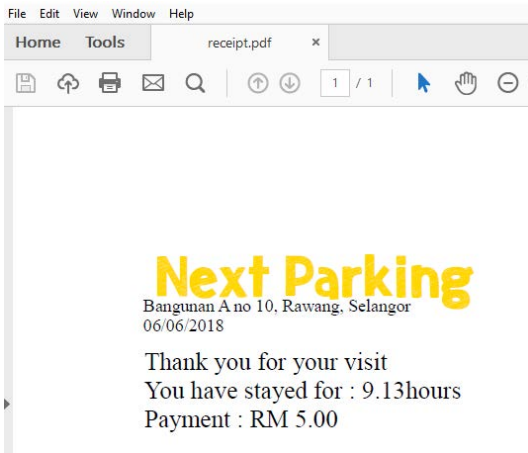 File Edit View Window Help
Home Tools receipt.pdf ×
1 / 1
Next Parking
Bangunan A no 10, Rawang, Selangor
06/06/2018
Thank you for your visit
You have stayed for : 9.13hours
Payment : RM 5.00